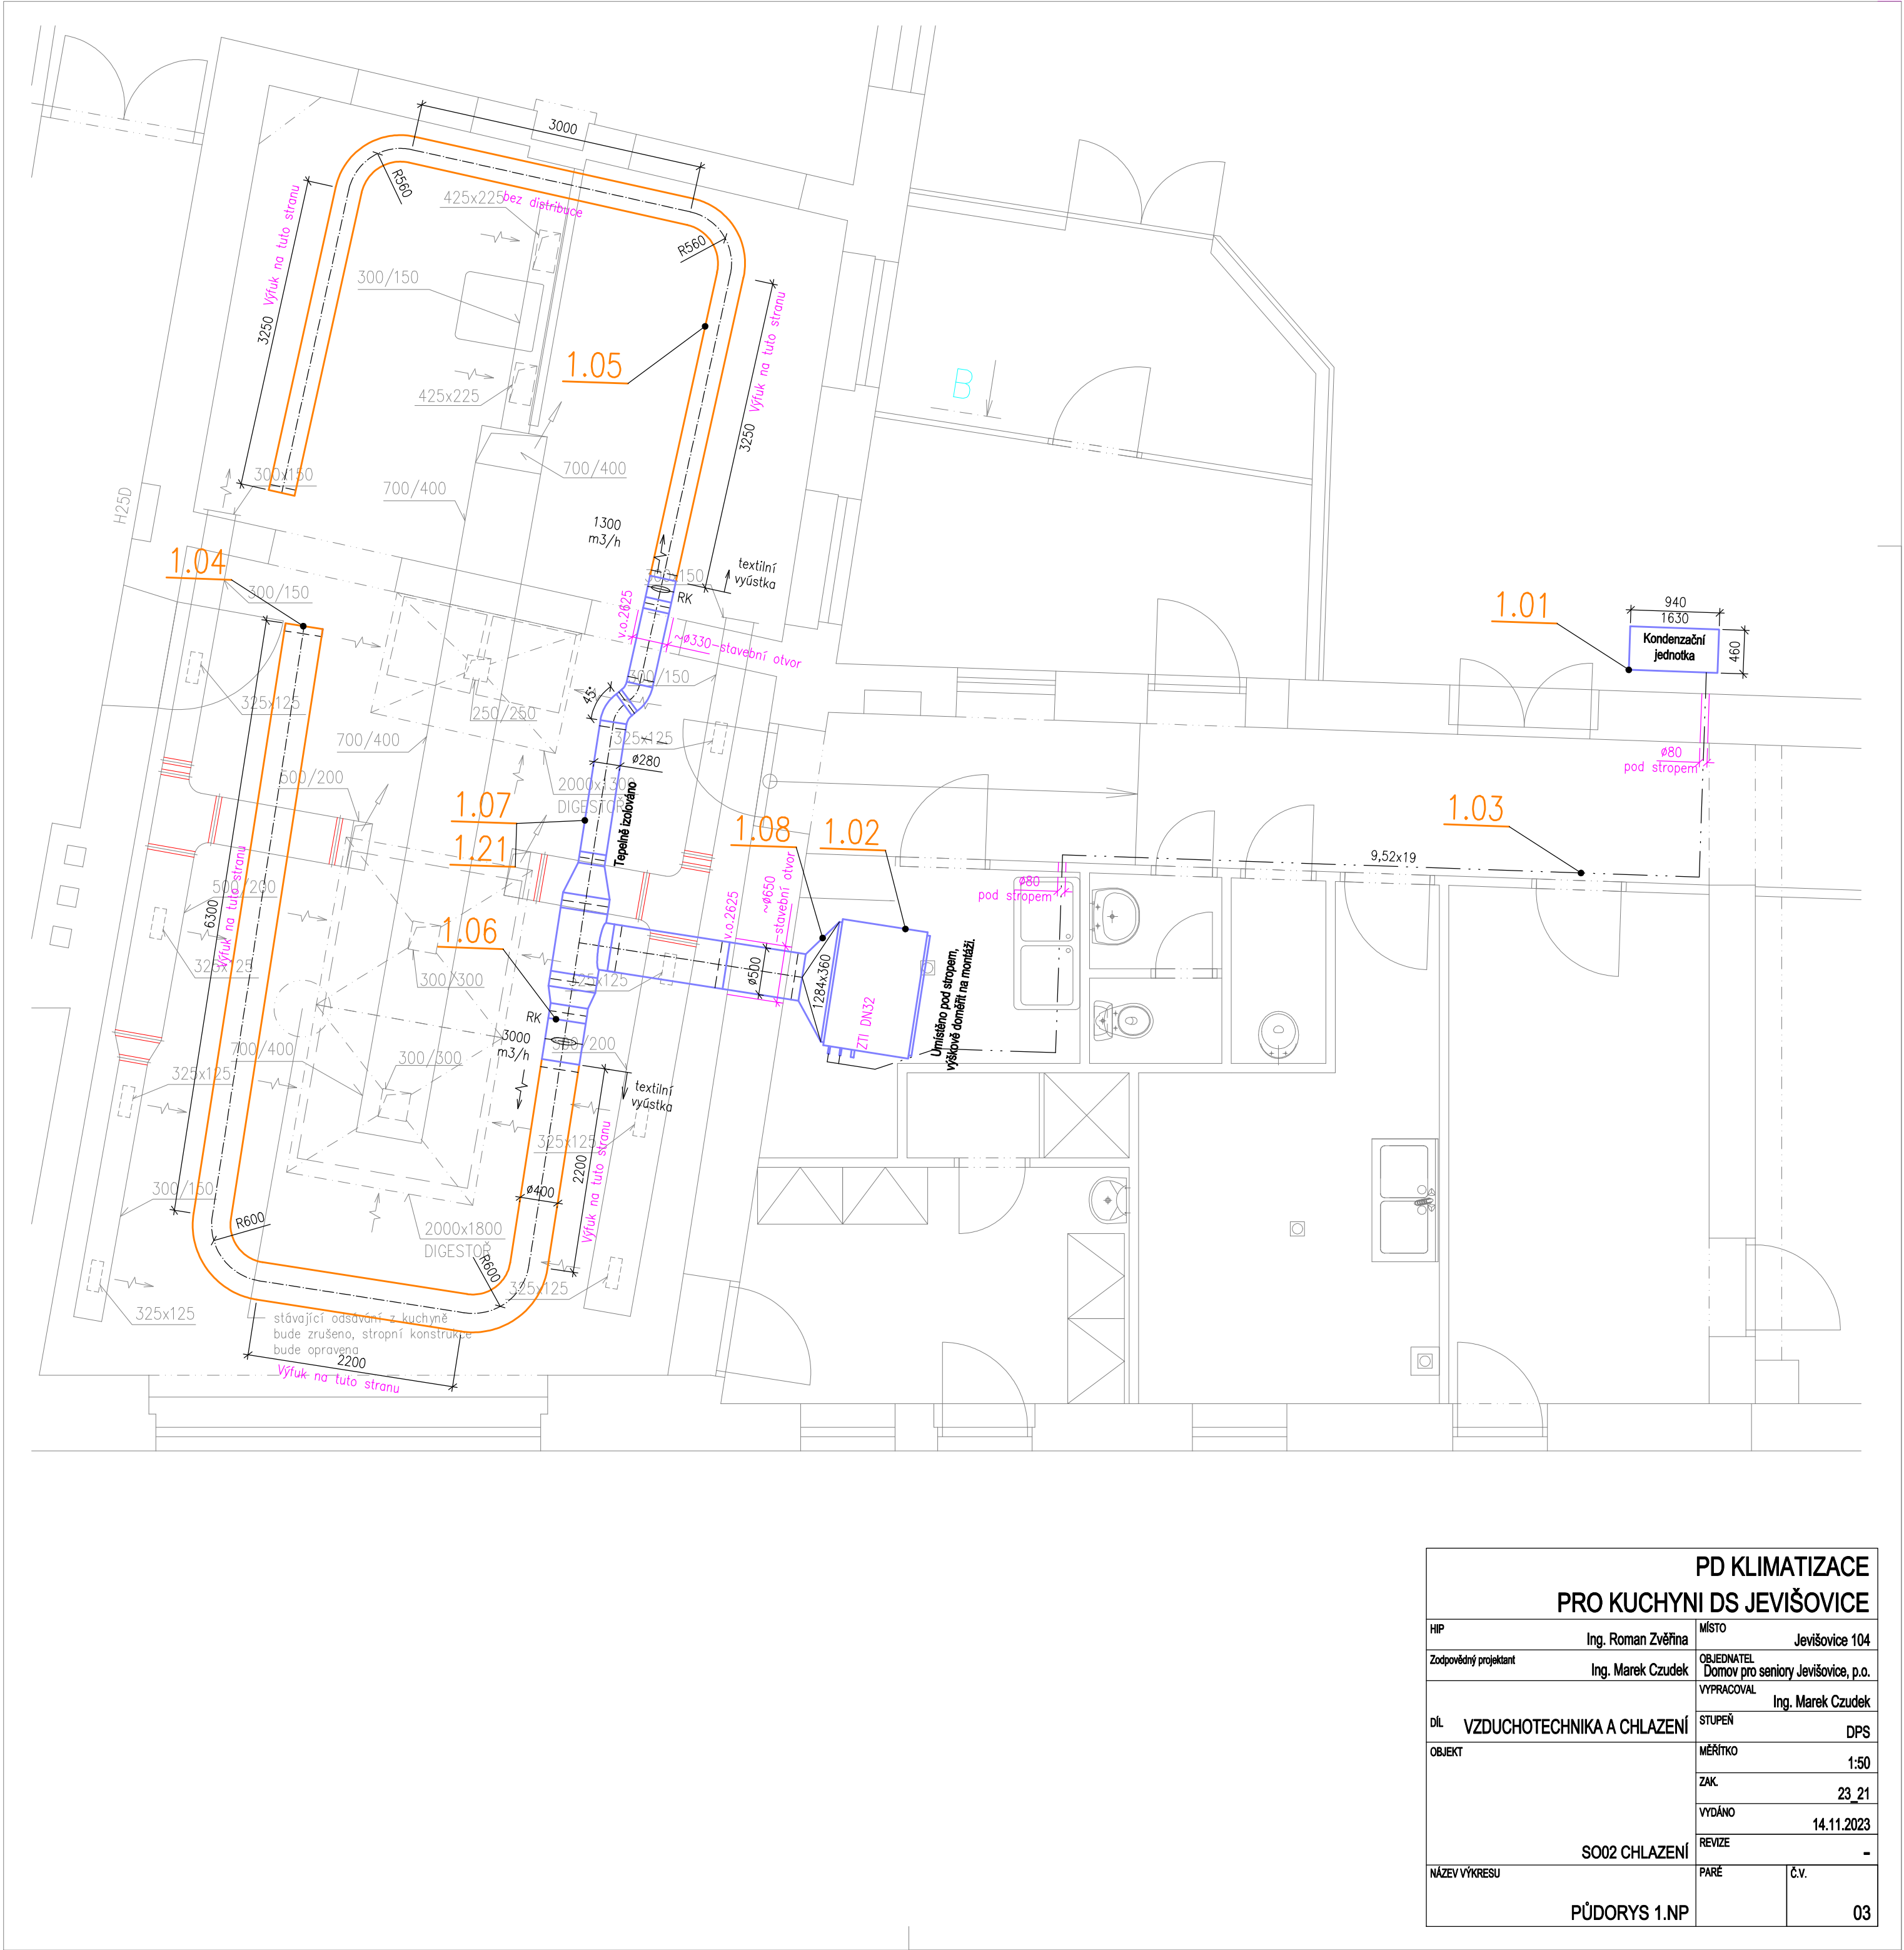 3000
R560
425x225
bez distribuce
R560
Výfuk na tuto stranu
3250
300/150
Výfuk na tuto stranu
3250
1.05
425x225
B
700/400
300x150
700/400
H25D
1300
m3/h
1.04
300/150
textilní
vyústka
300x150
RK
v.o.2625
~ø330-stavební otvor
1.01
940
1630
460
Kondenzační
jednotka
300/150
325x125
250/250
45°
700/400
325x125
ø280
ø80
pod stropem
500/200
2000x1300
DIGESTOŘ
Tepelně izolováno
1.07
1.21
1.08
1.02
1.03
9,52x19
ø80
pod stropem
500/200
6300
Výfuk na tuto stranu
1.06
v.o.2625
~ø650
-stavební otvor
ø500
1284x360
ZTI DN32
Umístěno pod stropem,
výškově doměřit na montáži.
325x125
300/300
325x125
RK
3000
m3/h
500/200
700/400
300/300
325x125
textilní
vyústka
325x125
2200
Výfuk na tuto stranu
300/150
ø400
R600
2000x1800
DIGESTOŘ
R600
325x125
325x125
stávající odsávání z kuchyně
bude zrušeno, stropní konstrukce
bude opravena
2200
Výfuk na tuto stranu
PD KLIMATIZACE
PRO KUCHYNI DS JEVIŠOVICE
HIP
Ing. Roman Zvěřina
MÍSTO
Jevišovice 104
Zodpovědný projektant
Ing. Marek Czudek
OBJEDNATEL
Domov pro seniory Jevišovice, p.o.
VYPRACOVAL
Ing. Marek Czudek
DÍL
VZDUCHOTECHNIKA A CHLAZENÍ
STUPEŇ
DPS
OBJEKT
MĚŘÍTKO
1:50
ZAK.
23_21
VYDÁNO
14.11.2023
SO02 CHLAZENÍ
REVIZE
-
NÁZEV VÝKRESU
PŮDORYS 1.NP
PARÉ
Č.V.
03